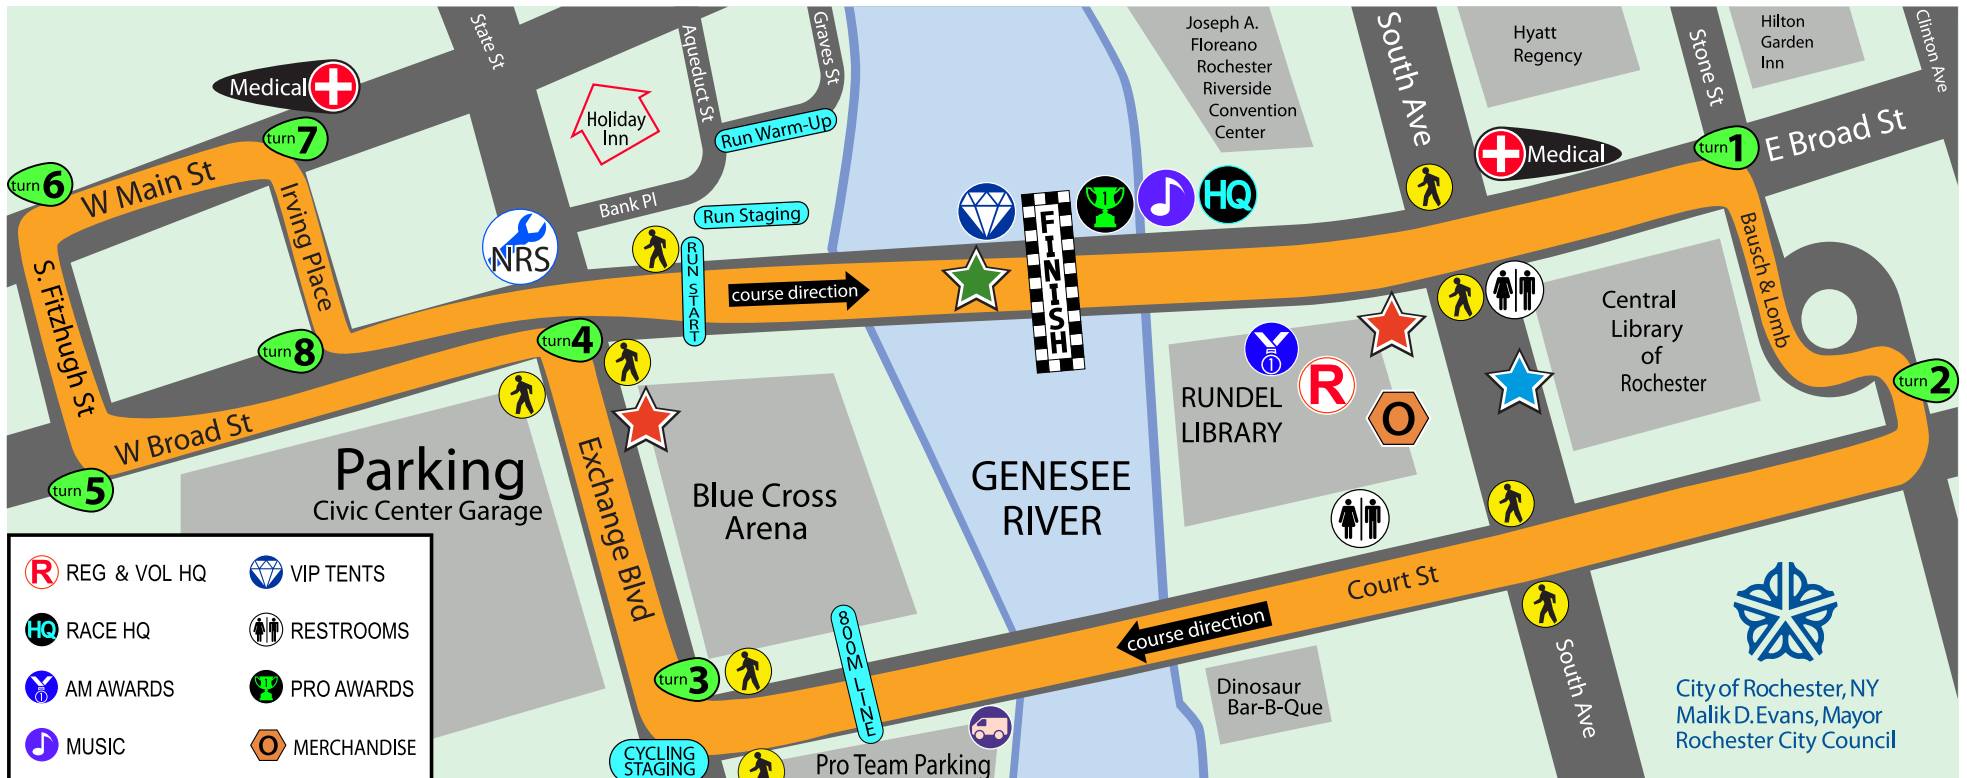 State St
Aqueduct St
Graves St
Joseph A.
Floreano
Rochester
Riverside
Convention
Center
South Ave
Hyatt
Regency
Stone St
Hilton
Garden
Inn
Clinton Ave
Medical
turn 7
Holiday
Inn
Run Warm-Up
Medical
turn 1
E Broad St
turn 6
W Main St
Irving Place
Bank Pl
Run Staging
NRS
RUN START
course direction
FINISH
1
HQ
Bausch & Lomb
S. Fitzhugh St
turn 8
turn 4
Central
Library
of
Rochester
turn 2
1
R
O
RUNDEL
LIBRARY
W Broad St
turn 5
Parking
Civic Center Garage
Exchange Blvd
Blue Cross
Arena
GENESEE
RIVER
Court St
course direction
800M LINE
turn 3
CYCLING
STAGING
Pro Team Parking
Dinosaur
Bar-B-Que
South Ave
City of Rochester, NY
Malik D. Evans, Mayor
Rochester City Council
R REG & VOL HQ
VIP TENTS
HQ RACE HQ
RESTROOMS
1 AM AWARDS
1 PRO AWARDS
MUSIC
O MERCHANDISE